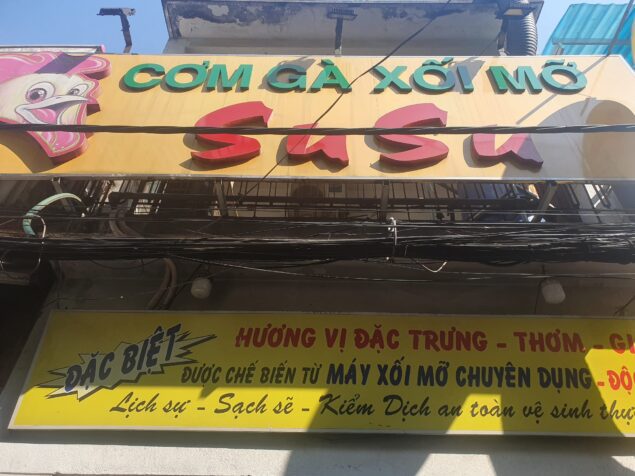 CƠM GÀ XỐI MỠ
SuSu
ĐẶC BIỆT
HƯƠNG VỊ ĐẶC TRƯNG - THƠM -
ĐƯỢC CHẾ BIẾN TỪ MÁY XỐI MỠ CHUYÊN DỤNG -
Lịch sự - Sạch sẽ - Kiểm Dịch an toàn vệ sinh